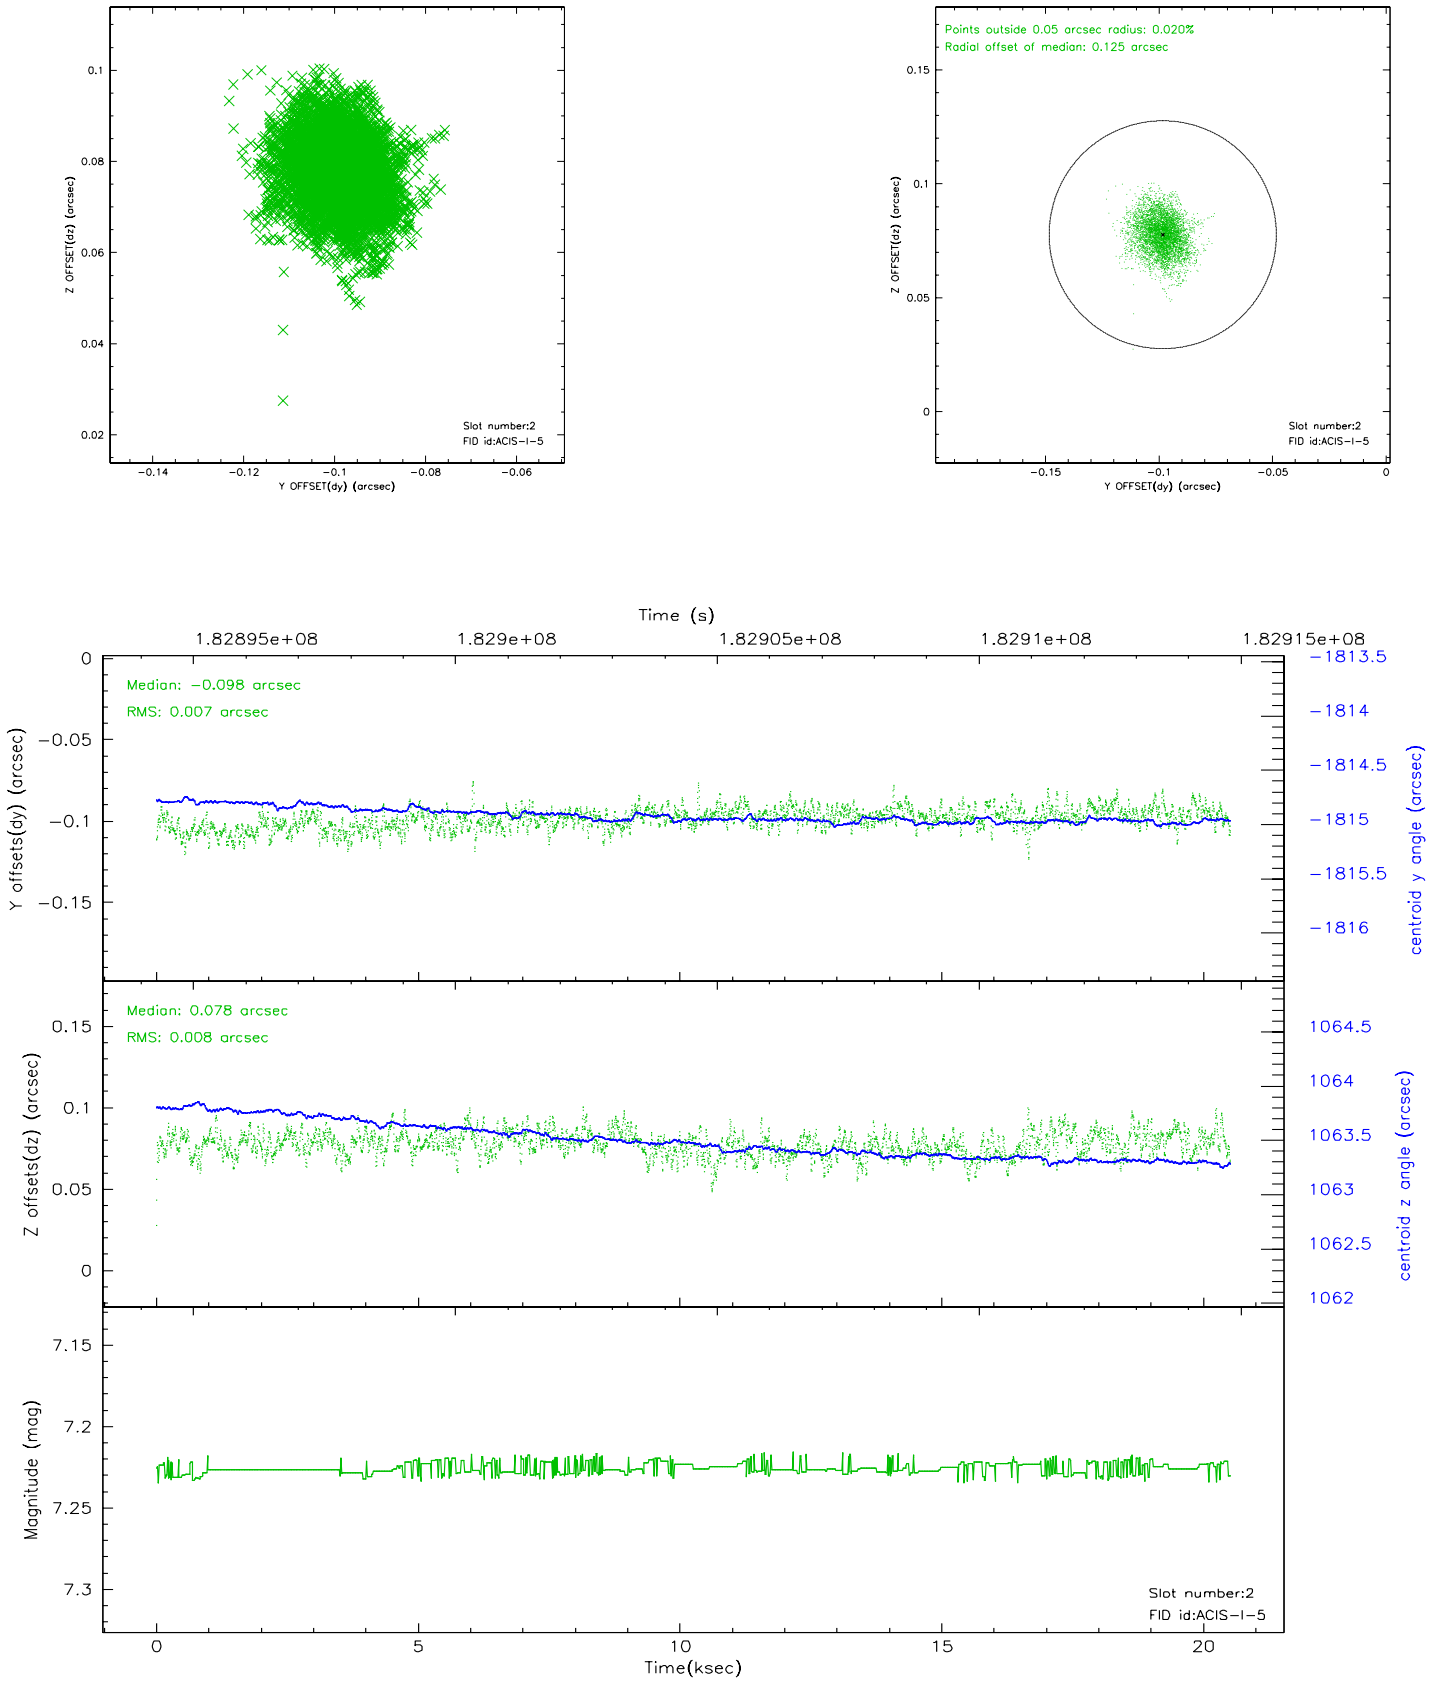 0.1
0.08
0.06
0.04
0.02
Z OFFSET(dz) (arcsec)
Slot number:2
FID id:ACIS-I-5
-0.14
-0.12
-0.1
-0.08
-0.06
Y OFFSET(dy) (arcsec)
Points outside 0.05 arcsec radius: 0.020%
Radial offset of median: 0.125 arcsec
0.15
0.1
0.05
0
Z OFFSET(dz) (arcsec)
Slot number:2
FID id:ACIS-I-5
-0.15
-0.1
-0.05
0
Y OFFSET(dy) (arcsec)
Time (s)
1.82895e+08
1.829e+08
1.82905e+08
1.8291e+08
1.82915e+08
Median: -0.098 arcsec
RMS: 0.007 arcsec
0
-0.05
-0.1
-0.15
Y offsets(dy) (arcsec)
-1813.5
-1814
-1814.5
-1815
-1815.5
-1816
centroid y angle (arcsec)
Median: 0.078 arcsec
RMS: 0.008 arcsec
0.15
0.1
0.05
0
Z offsets(dz) (arcsec)
1064.5
1064
1063.5
1063
1062.5
1062
centroid z angle (arcsec)
7.15
7.2
7.25
7.3
Magnitude (mag)
Slot number:2
FID id:ACIS-I-5
0
5
10
15
20
Time(ksec)